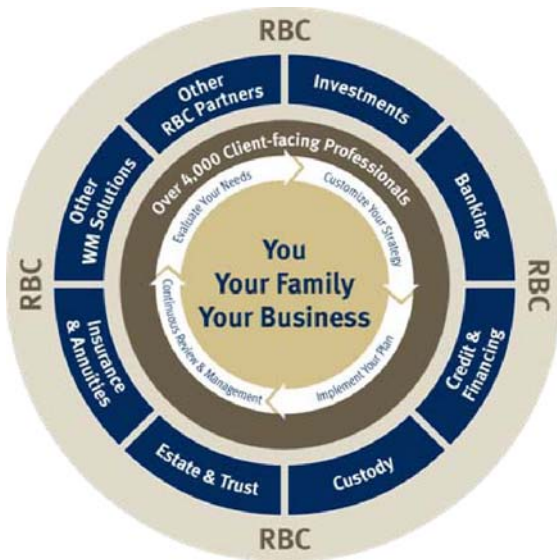 RBC
Other
RBC Partners
Investments
Banking
Credit &
Financing
Custody
Estate & Trust
Insurance
& Annuities
Other
WM Solutions
RBC
RBC
RBC
Over 4,000 Client-facing Professionals
Evaluate Your Needs
Customize Your Strategy
Implement Your Plan
Continuous Review & Management
You
Your Family
Your Business